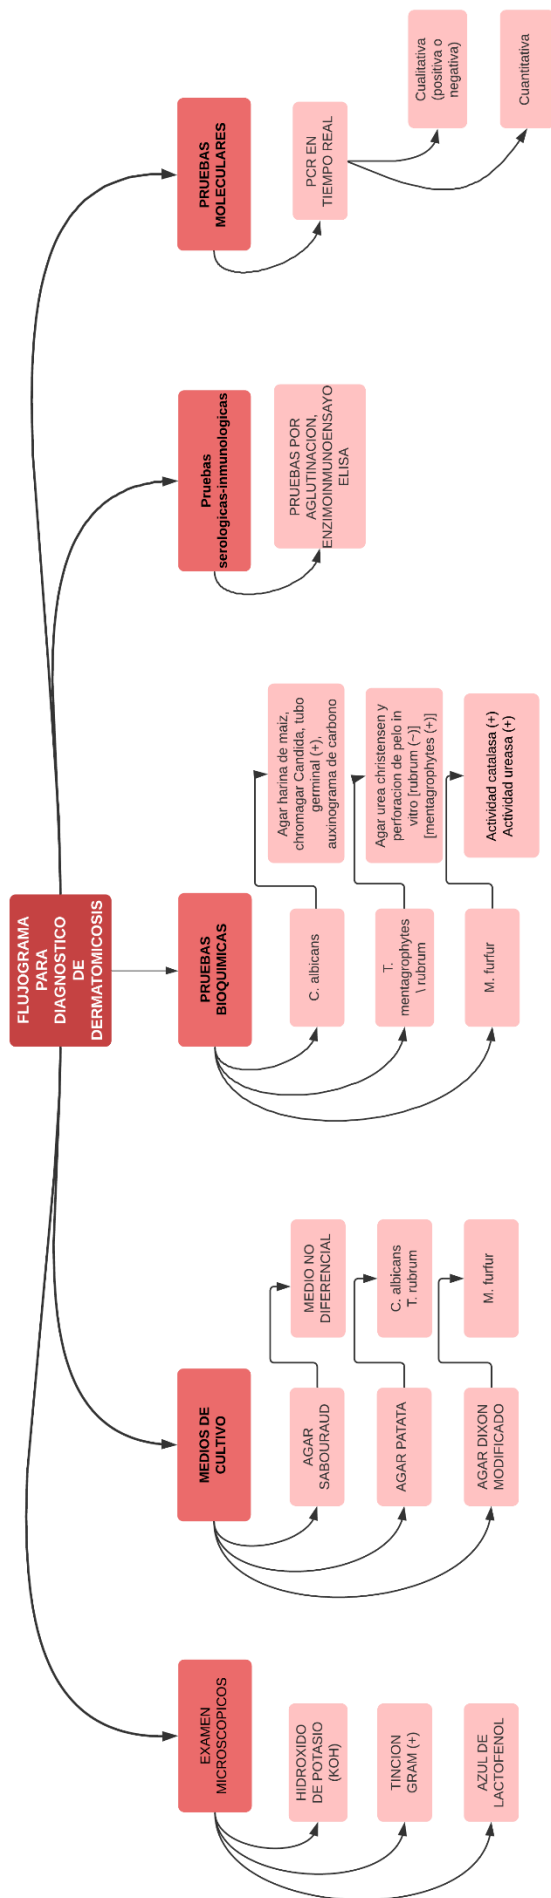 FLUJOGRAMA
PARA
DIAGNOSTICO
DE
DERMATOMICOSIS
EXAMEN
MICROSCOPICOS
HIDROXIDO
DE POTASIO
(KOH)
TINCION
GRAM (+)
AZUL DE
LACTOFENOL
MEDIOS DE
CULTIVO
AGAR
SABOURAUD
MEDIO NO
DIFERENCIAL
AGAR PATATA
C. albicans
T. rubrum
AGAR DIXON
MODIFICADO
M. furfur
PRUEBAS
BIOQUIMICAS
C. albicans
Agar harina de maiz,
chromagar Candida, tubo
germinal (+),
auxinograma de carbono
T.
mentagrophytes
\ rubrum
Agar urea christensen y
perforacion de pelo in
vitro [rubrum (~)]
[mentagrophytes (+)]
M. furfur
Actividad catalasa (+)
Actividad ureasa (+)
Pruebas
serologicas-inmunologicas
PRUEBAS POR
AGLUTINACION,
ENZIMOINMUNOENSAYO
ELISA
PRUEBAS
MOLECULARES
PCR EN
TIEMPO REAL
Cualitativa
(positiva o
negativa)
Cuantitativa